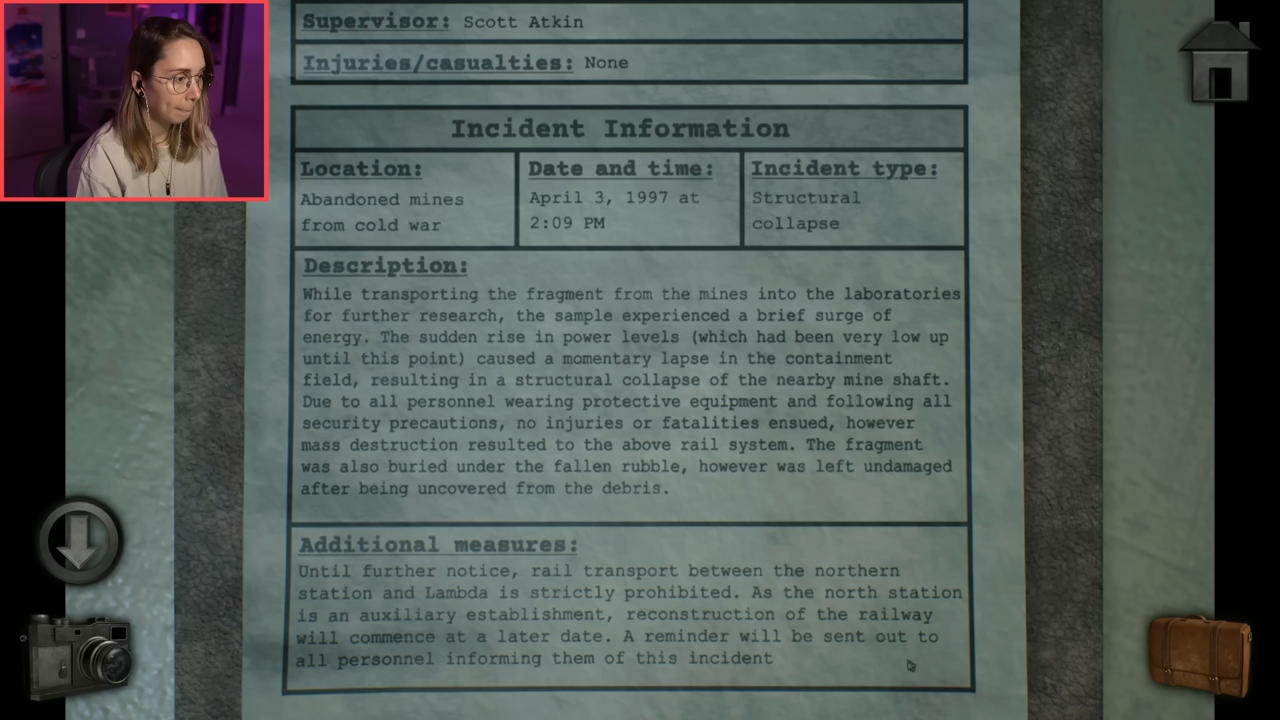 Supervisor: Scott Atkin
Injuries/casualties: None
Incident Information
Location:
Abandoned mines
from cold war
Date and time:
April 3, 1997 at
2:09 PM
Incident type:
Structural
collapse
Description:
While transporting the fragment from the mines into the laboratories
for further research, the sample experienced a brief surge of
energy. The sudden rise in power levels (which had been very low up
until this point) caused a momentary lapse in the containment
field, resulting in a structural collapse of the nearby mine shaft.
Due to all personnel wearing protective equipment and following all
security precautions, no injuries or fatalities ensued, however
mass destruction resulted to the above rail system. The fragment
was also buried under the fallen rubble, however was left undamaged
after being uncovered from the debris.
Additional measures:
Until further notice, rail transport between the northern
station and Lambda is strictly prohibited. As the north station
is an auxiliary establishment, reconstruction of the railway
will commence at a later date. A reminder will be sent out to
all personnel informing them of this incident